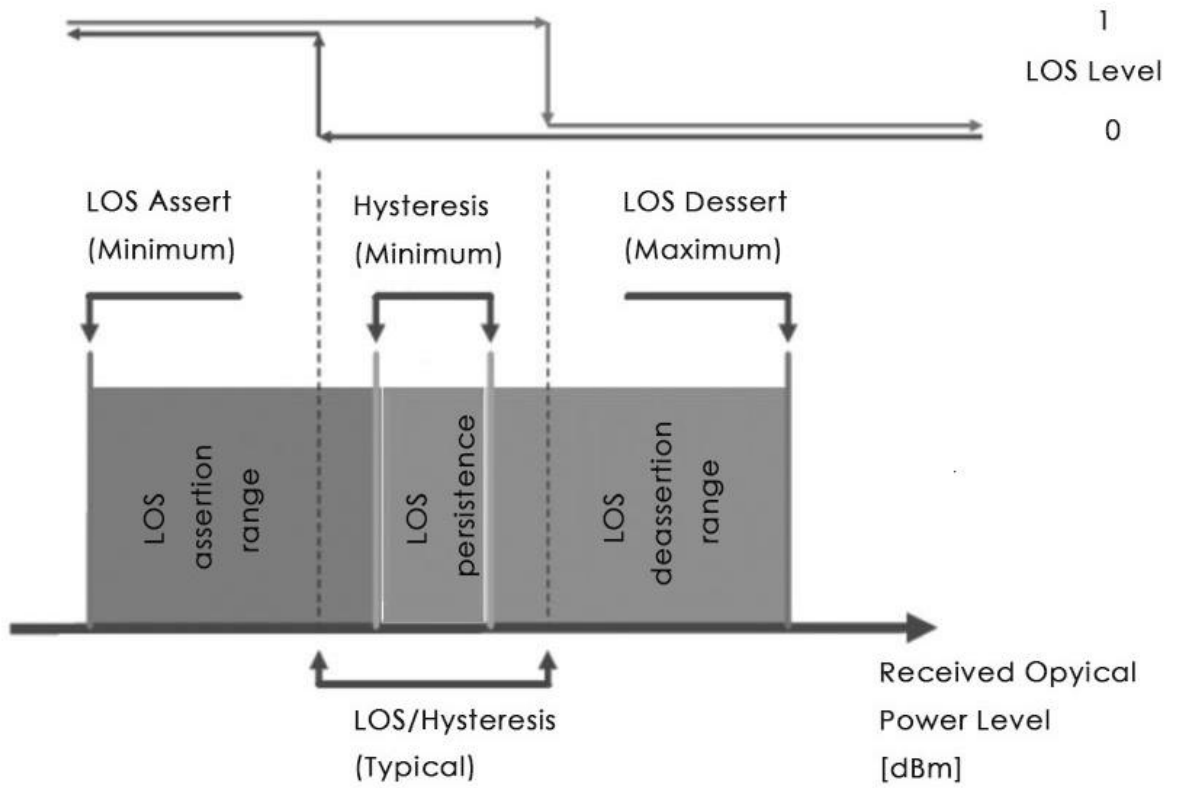 1
LOS Level
0
LOS Assert
(Minimum)
Hysteresis
(Minimum)
LOS Dessert
(Maximum)
LOS
assertion
range
LOS
persistence
LOS
deassertion
range
LOS/Hysteresis
(Typical)
Received Opyical
Power Level
[dBm]